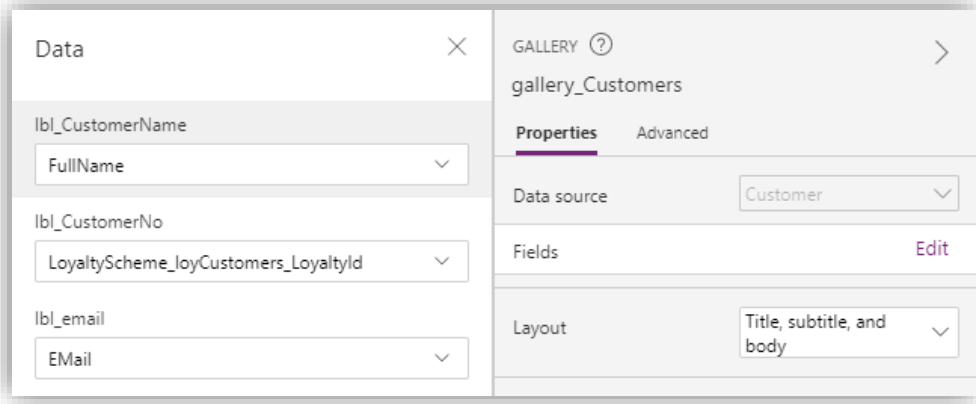 Data
lbl_CustomerName
FullName
lbl_CustomerNo
LoyaltyScheme_loyCustomers_LoyaltyId
lbl_email
EMail
GALLERY ?
gallery_Customers
Properties Advanced
Data source Customer
Fields Edit
Layout Title, subtitle, and
body